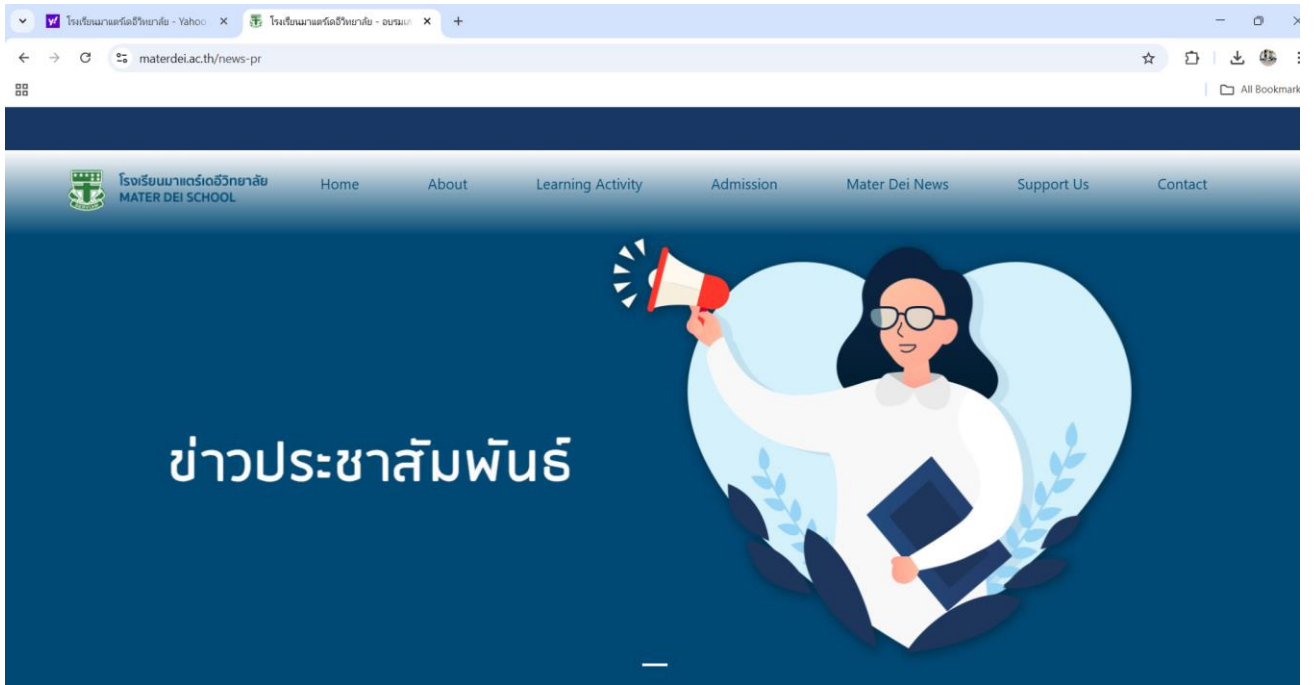 โรงเรียนมาแตร์เดอีวิทยาลัย - Yahoo
โรงเรียนมาแตร์เดอีวิทยาลัย - อบรมแ
materdei.ac.th/news-pr
All Bookmark
โรงเรียนมาแตร์เดอีวิทยาลัย
MATER DEI SCHOOL
Home About Learning Activity Admission Mater Dei News Support Us Contact
ข่าวประชาสัมพันธ์